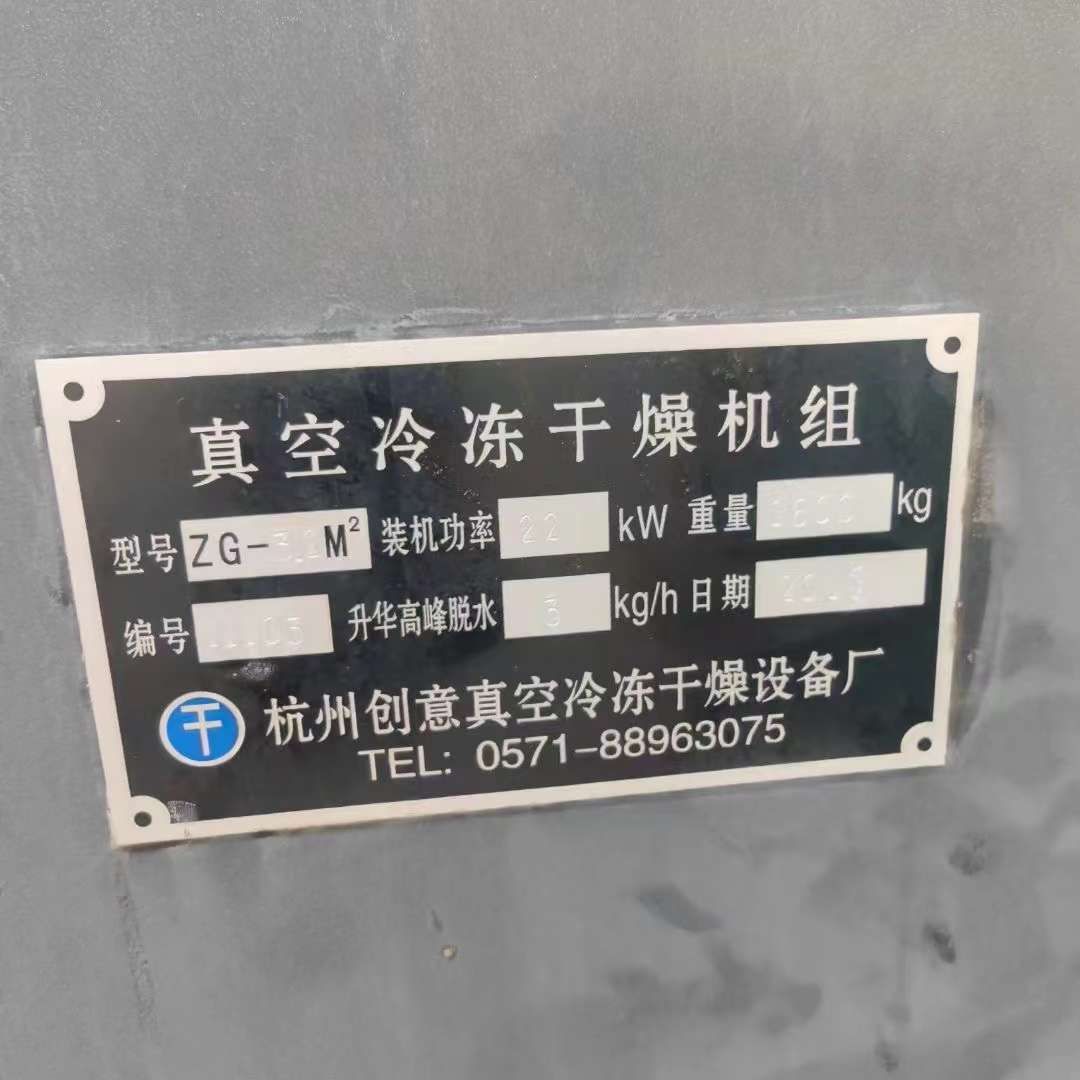 真空冷冻干燥机组
型号 ZG- M² 装机功率 22 kW 重量 kg
编号 升华高峰脱水 3 kg/h 日期
干 杭州创意真空冷冻干燥设备厂
TEL: 0571-88963075